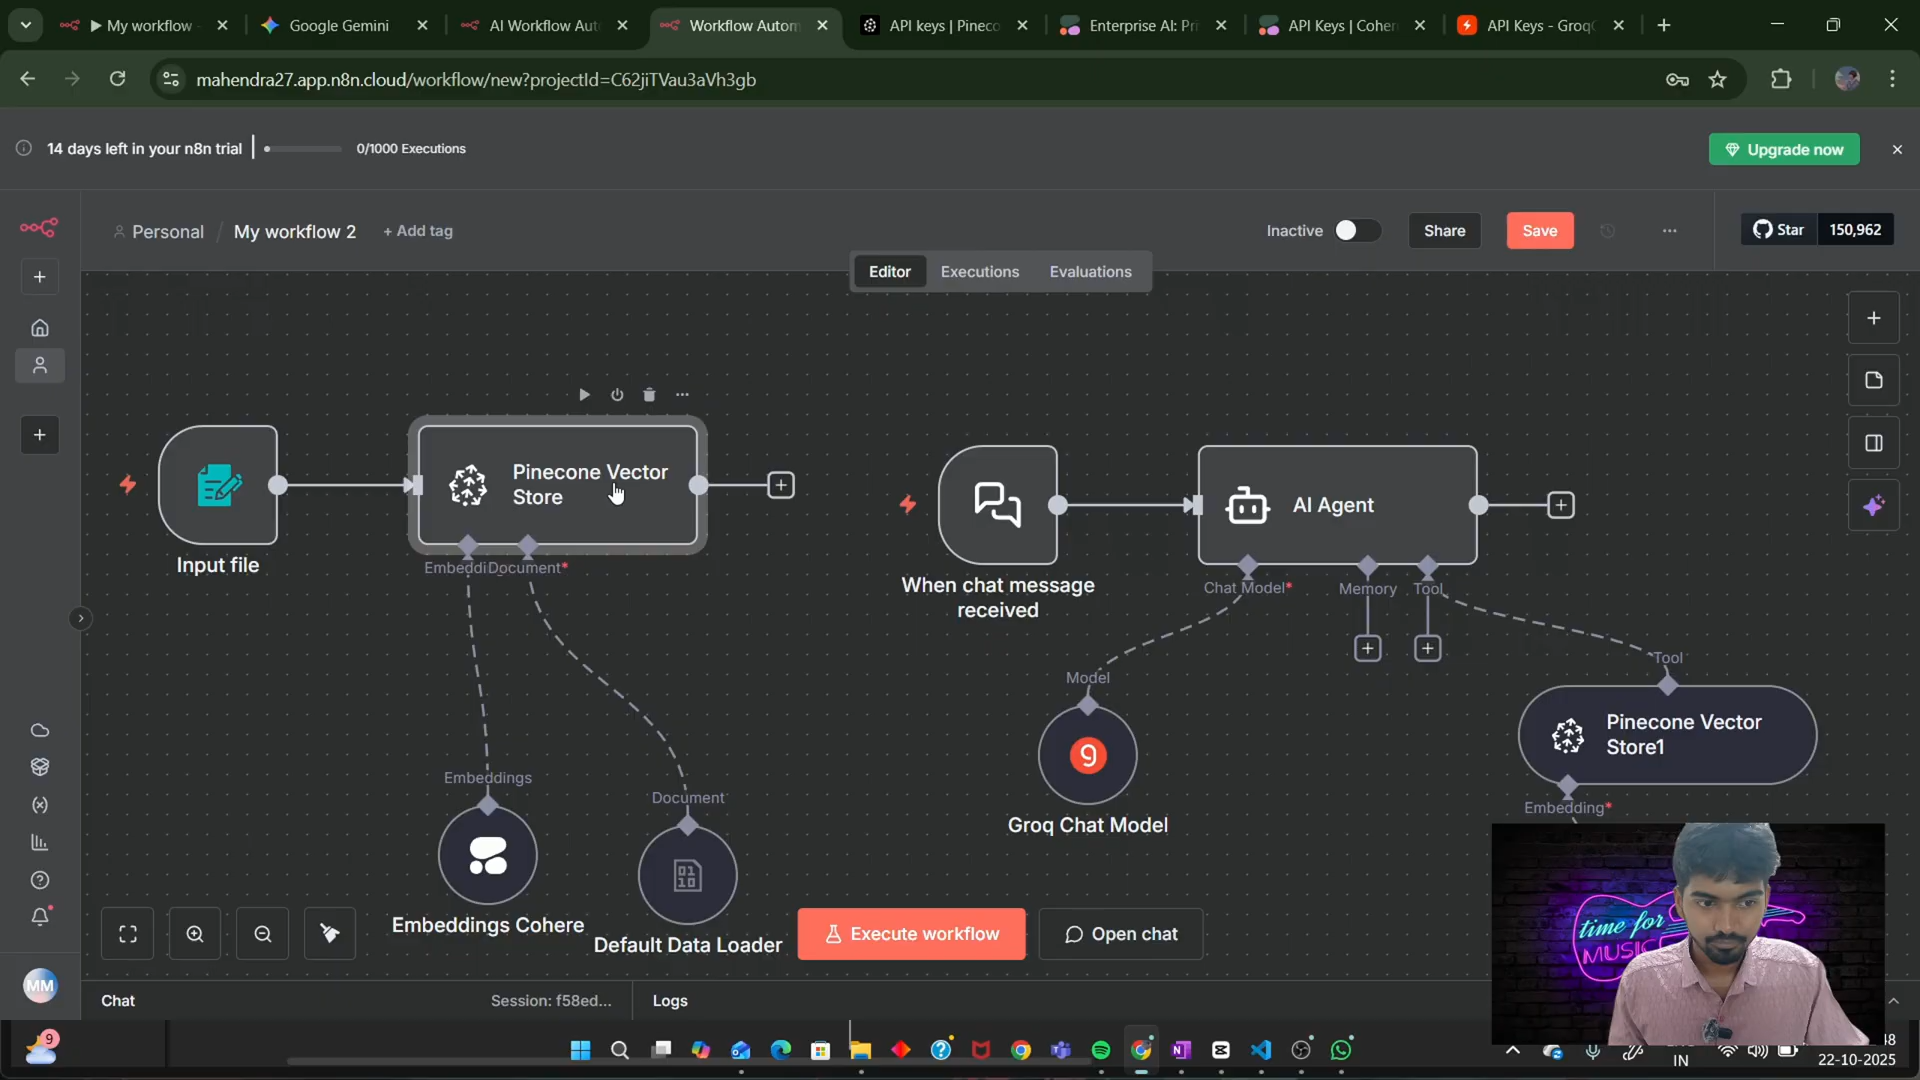 My workflow
Google Gemini
AI Workflow Aut
Workflow Autom
API keys | Pineco
Enterprise AI: Pri
API Keys | Coher
API Keys - Groq
mahendra27.app.n8n.cloud/workflow/new?projectId=C62jiTVau3aVh3gb
14 days left in your n8n trial
0/1000 Executions
Upgrade now
Personal / My workflow 2 + Add tag
Inactive
Share
Save
...
Star 150,962
Editor Executions Evaluations
Pinecone Vector
Store
Input file
Embeddi
Document*
When chat message
received
AI Agent
Chat Model*
Memory
Tool
Model
Groq Chat Model
Tool
Pinecone Vector
Store1
Embedding*
Embeddings
Document
Embeddings Cohere
Default Data Loader
Execute workflow
Open chat
time for
MUSIC
MM
Chat
Session: f58ed...
Logs
9
IN
22-10-2025